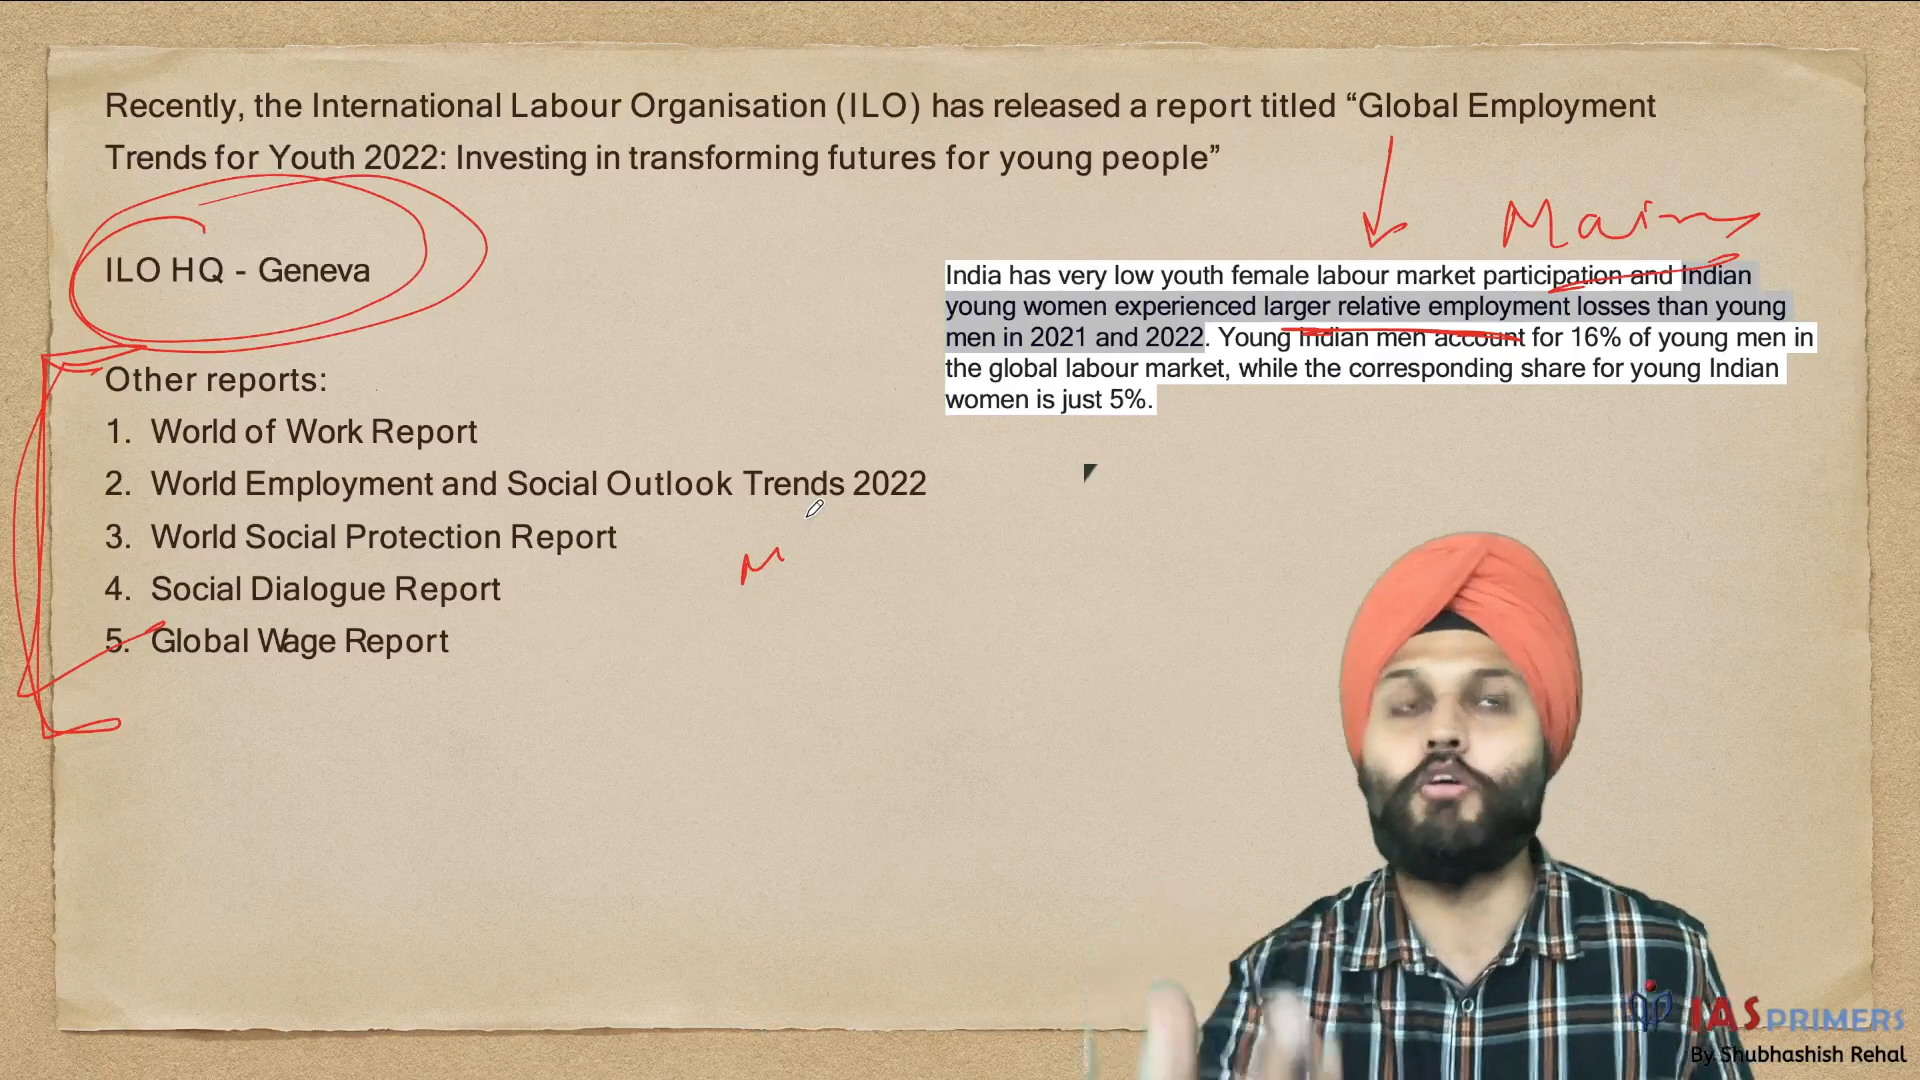 Recently, the International Labour Organisation (ILO) has released a report titled “Global Employment
Trends for Youth 2022: Investing in transforming futures for young people”
Mains
ILO HQ - Geneva
India has very low youth female labour market participation and Indian
young women experienced larger relative employment losses than young
men in 2021 and 2022. Young Indian men account for 16% of young men in
the global labour market, while the corresponding share for young Indian
women is just 5%.
Other reports:
1. World of Work Report
2. World Employment and Social Outlook Trends 2022
3. World Social Protection Report
4. Social Dialogue Report
5. Global Wage Report
IAS PRIMERS
By Shubhashish Rehal